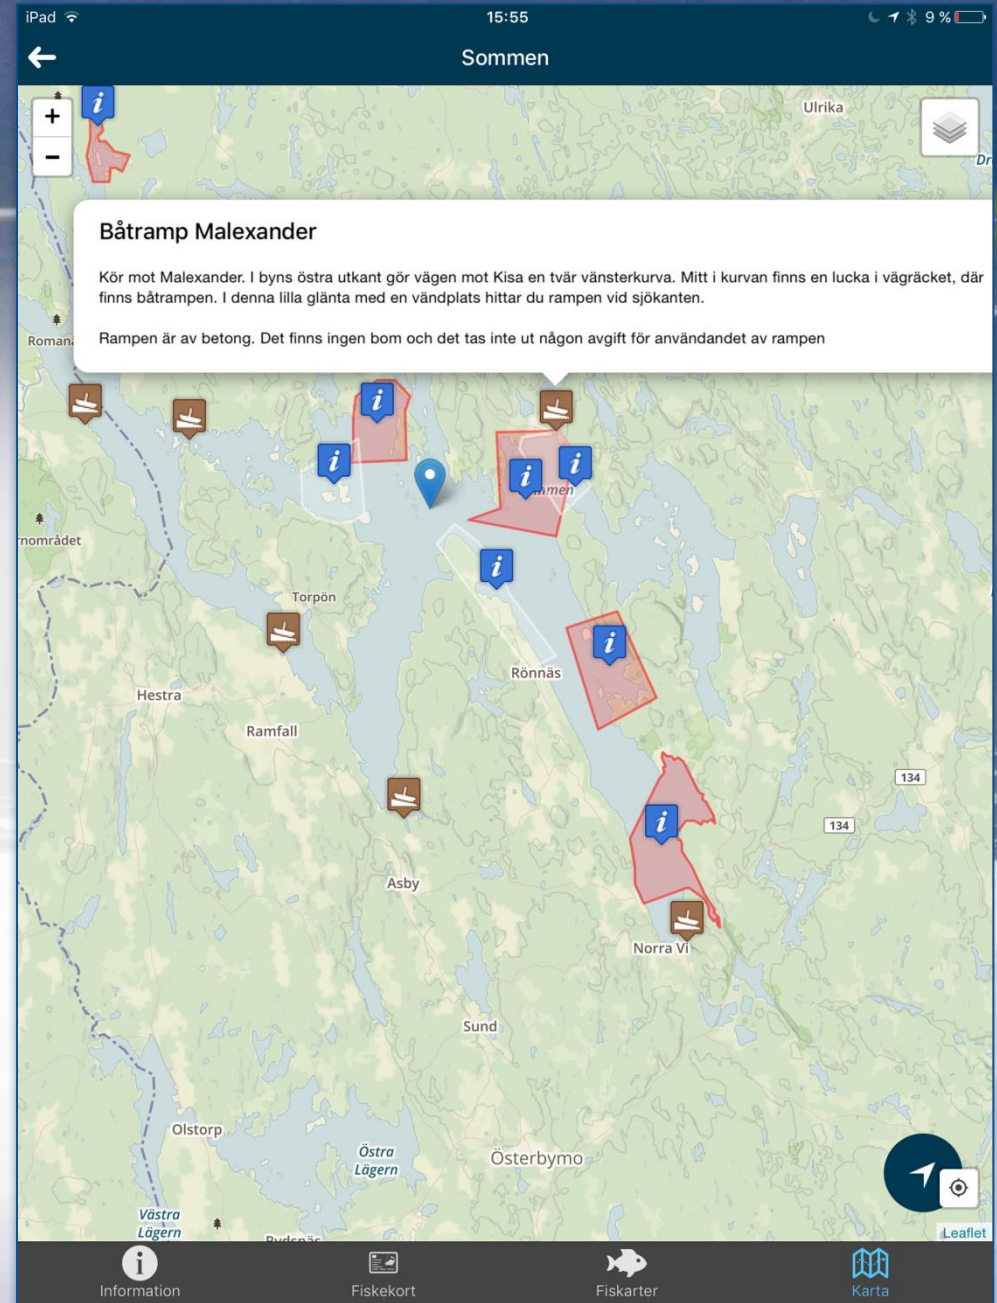 iPad 15:55 9 %
Sommen
+
−
Ulrika
Båtramp Malexander
Kör mot Malexander. I byns östra utkant gör vägen mot Kisa en tvär vänsterkurva. Mitt i kurvan finns en lucka i vägräcket, där
finns båtrampen. I denna lilla glänta med en vändplats hittar du rampen vid sjökanten.
Rampen är av betong. Det finns ingen bom och det tas inte ut någon avgift för användandet av rampen
i
i
i
i
i
i
i
i
Torpön
Rönnäs
Hestra
Ramfall
134
134
Asby
Norra Vi
Sund
Olstorp
Östra
Lägern
Österbymo
Västra
Lägern
Leaflet
i
Information Fiskekort Fiskarter Karta